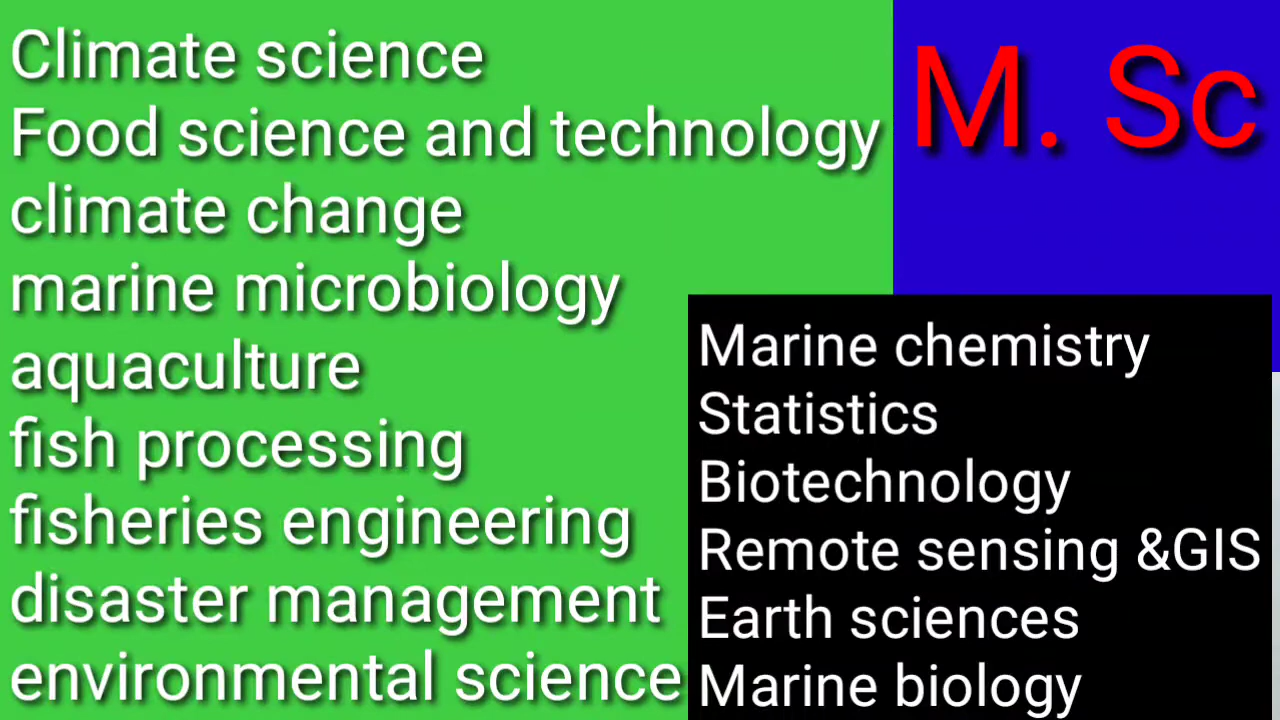 Climate science
Food science and technology
climate change
marine microbiology
aquaculture
fish processing
fisheries engineering
disaster management
environmental science
M. Sc
Marine chemistry
Statistics
Biotechnology
Remote sensing &GIS
Earth sciences
Marine biology